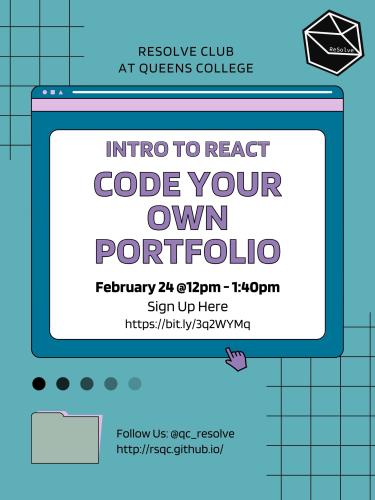 RESOLVE CLUB
AT QUEENS COLLEGE
ReSolve
INTRO TO REACT
CODE YOUR
OWN
PORTFOLIO
February 24 @12pm - 1:40pm
Sign Up Here
https://bit.ly/3q2WYMq
Follow Us: @qc_resolve
http://rsqc.github.io/